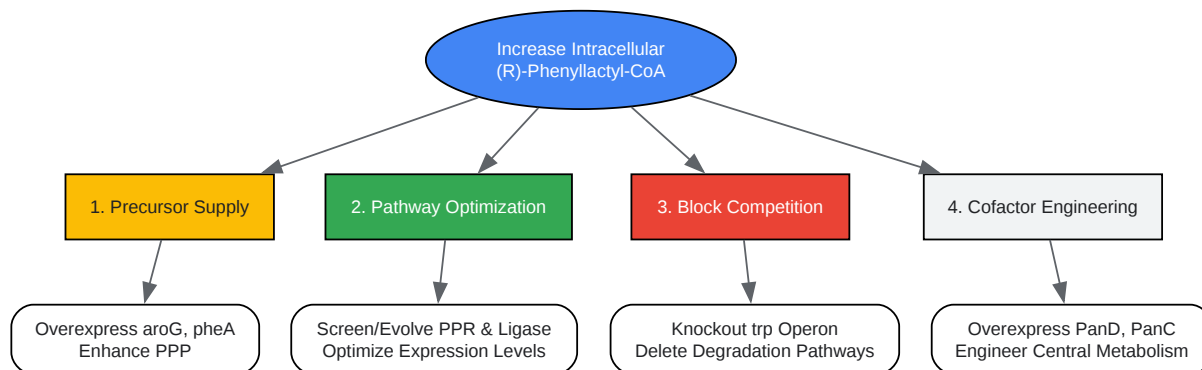 Increase Intracellular
(R)-Phenyllactyl-CoA
1. Precursor Supply
2. Pathway Optimization
3. Block Competition
4. Cofactor Engineering
Overexpress aroG, pheA
Enhance PPP
Screen/Evolve PPR & Ligase
Optimize Expression Levels
Knockout trp Operon
Delete Degradation Pathways
Overexpress PanD, PanC
Engineer Central Metabolism